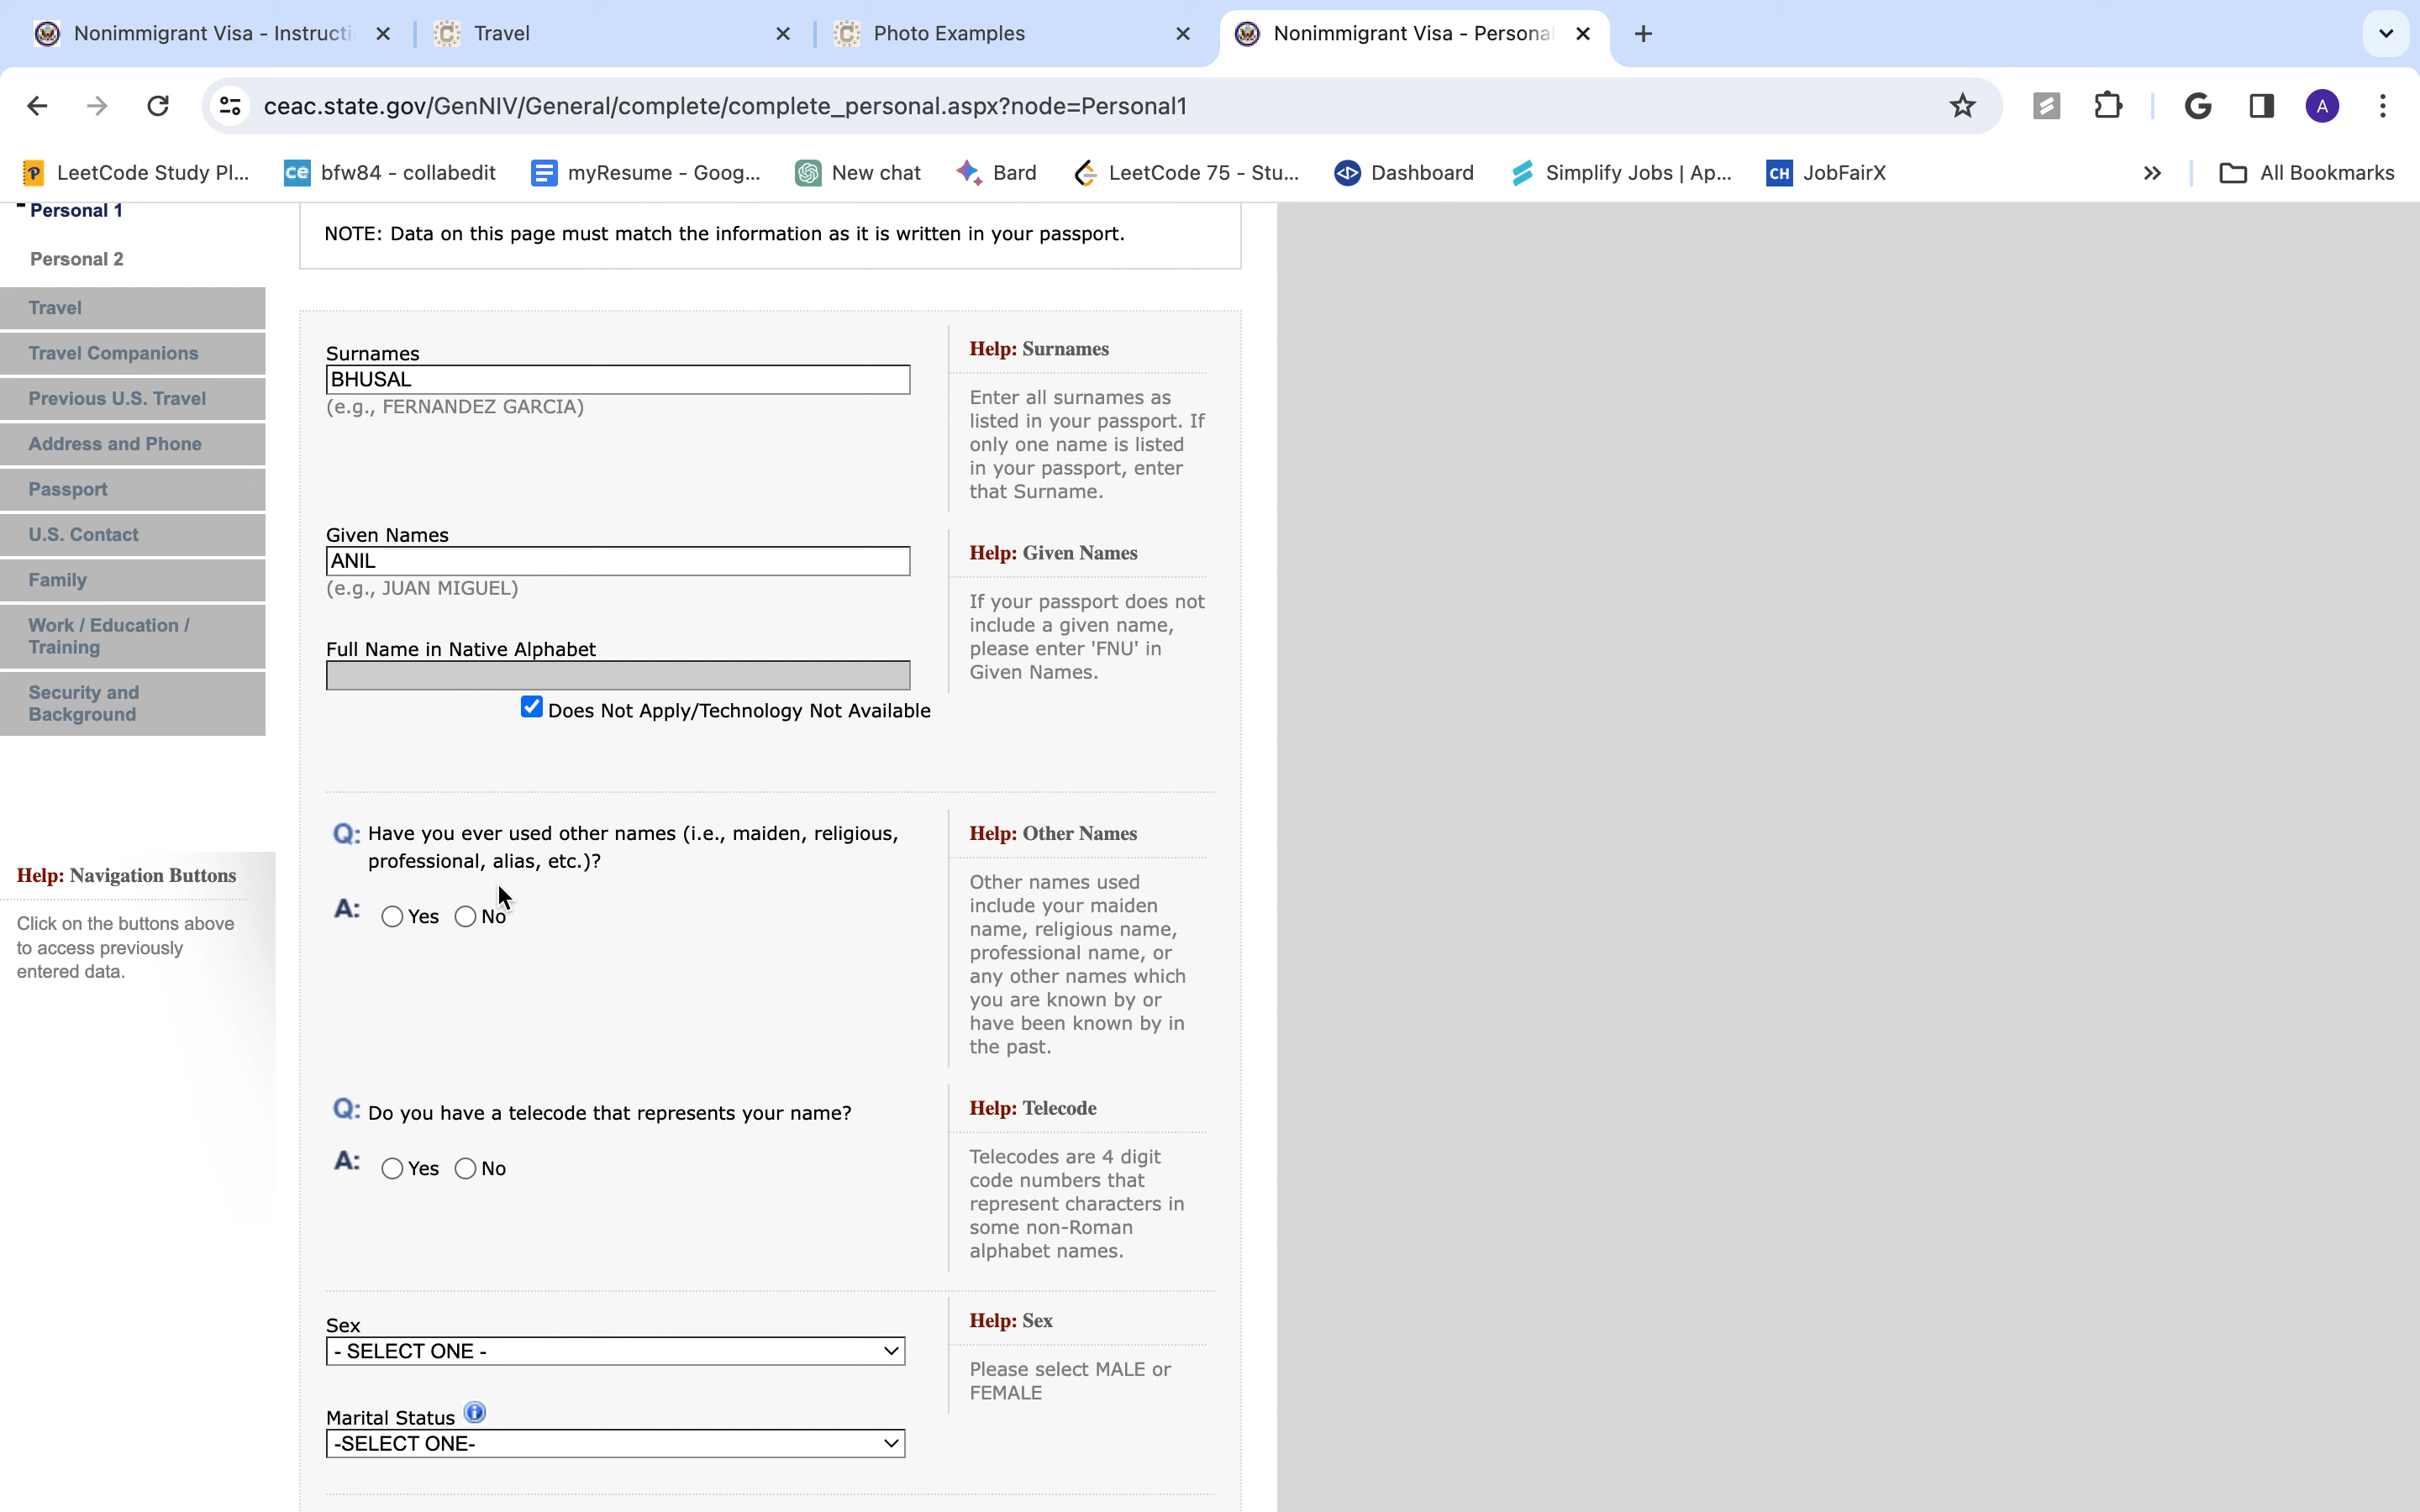 Nonimmigrant Visa - Instructi
Travel
Photo Examples
Nonimmigrant Visa - Persona
ceac.state.gov/GenNIV/General/complete/complete_personal.aspx?node=Personal1
A
LeetCode Study Pl...
ce bfw84 - collabedit
myResume - Goog...
New chat
Bard
LeetCode 75 - Stu...
Dashboard
Simplify Jobs | Ap...
CH JobFairX
All Bookmarks
Personal 1
Personal 2
Travel
Travel Companions
Previous U.S. Travel
Address and Phone
Passport
U.S. Contact
Family
Work / Education /
Training
Security and
Background
Help: Navigation Buttons
Click on the buttons above
to access previously
entered data.
NOTE: Data on this page must match the information as it is written in your passport.
Surnames
BHUSAL
(e.g., FERNANDEZ GARCIA)
Help: Surnames
Enter all surnames as
listed in your passport. If
only one name is listed
in your passport, enter
that Surname.
Given Names
ANIL
(e.g., JUAN MIGUEL)
Help: Given Names
If your passport does not
include a given name,
please enter 'FNU' in
Given Names.
Full Name in Native Alphabet
Does Not Apply/Technology Not Available
Q: Have you ever used other names (i.e., maiden, religious,
professional, alias, etc.)?
A: Yes No
Help: Other Names
Other names used
include your maiden
name, religious name,
professional name, or
any other names which
you are known by or
have been known by in
the past.
Q: Do you have a telecode that represents your name?
A: Yes No
Help: Telecode
Telecodes are 4 digit
code numbers that
represent characters in
some non-Roman
alphabet names.
Sex
- SELECT ONE -
Help: Sex
Please select MALE or
FEMALE
Marital Status
-SELECT ONE-